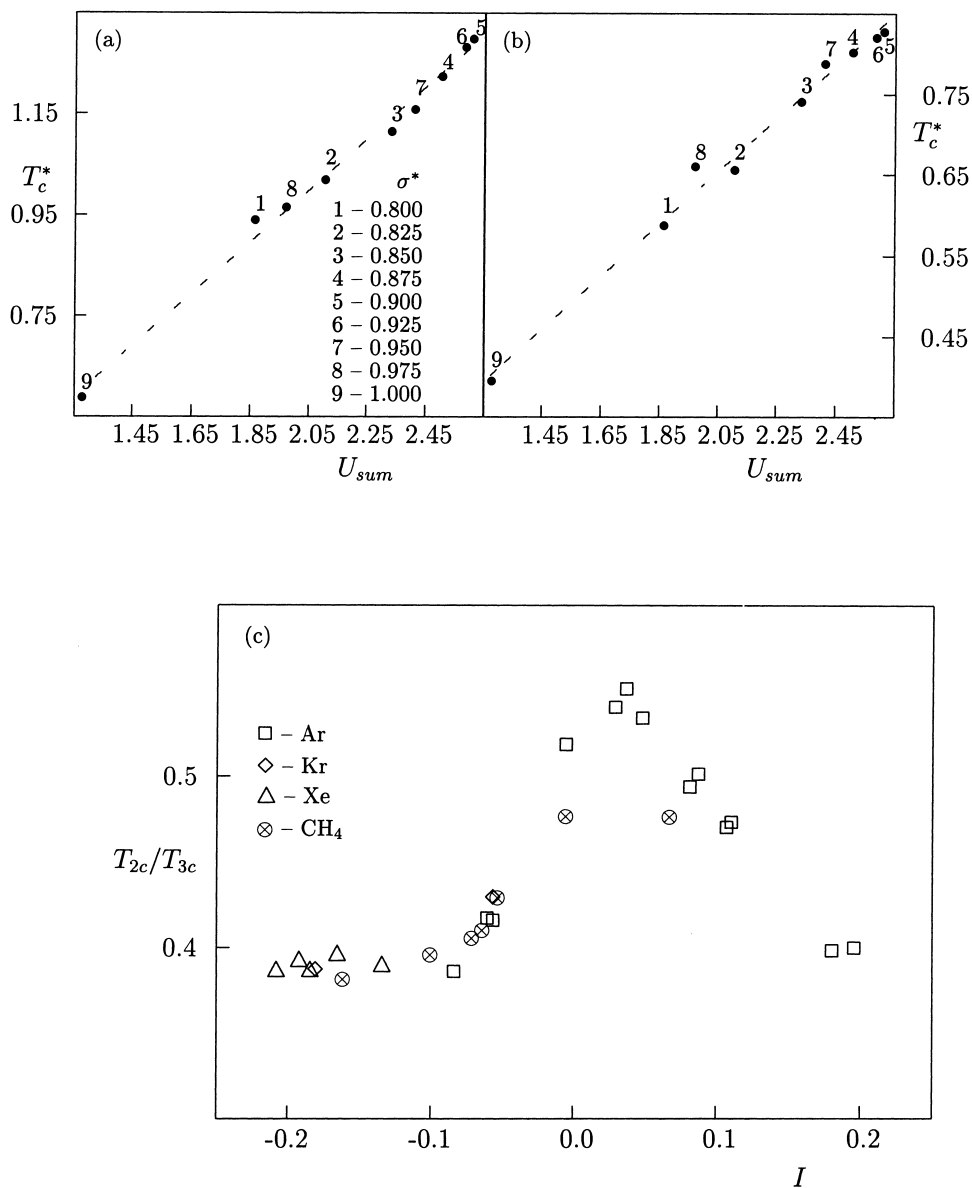 (a)
5
6
4
7
3
2
8
1
9
1.15
0.95
0.75
T*c
σ*
1 – 0.800
2 – 0.825
3 – 0.850
4 – 0.875
5 – 0.900
6 – 0.925
7 – 0.950
8 – 0.975
9 – 1.000
1.45 1.65 1.85 2.05 2.25 2.45
Usum
(b)
7 4
6 5
3
8 2
1
9
0.75
T*c
0.65
0.55
0.45
1.45 1.65 1.85 2.05 2.25 2.45
Usum
(c)
□ – Ar
◇ – Kr
△ – Xe
⊗ – CH4
0.5
T2c/T3c
0.4
-0.2 -0.1 0.0 0.1 0.2
I